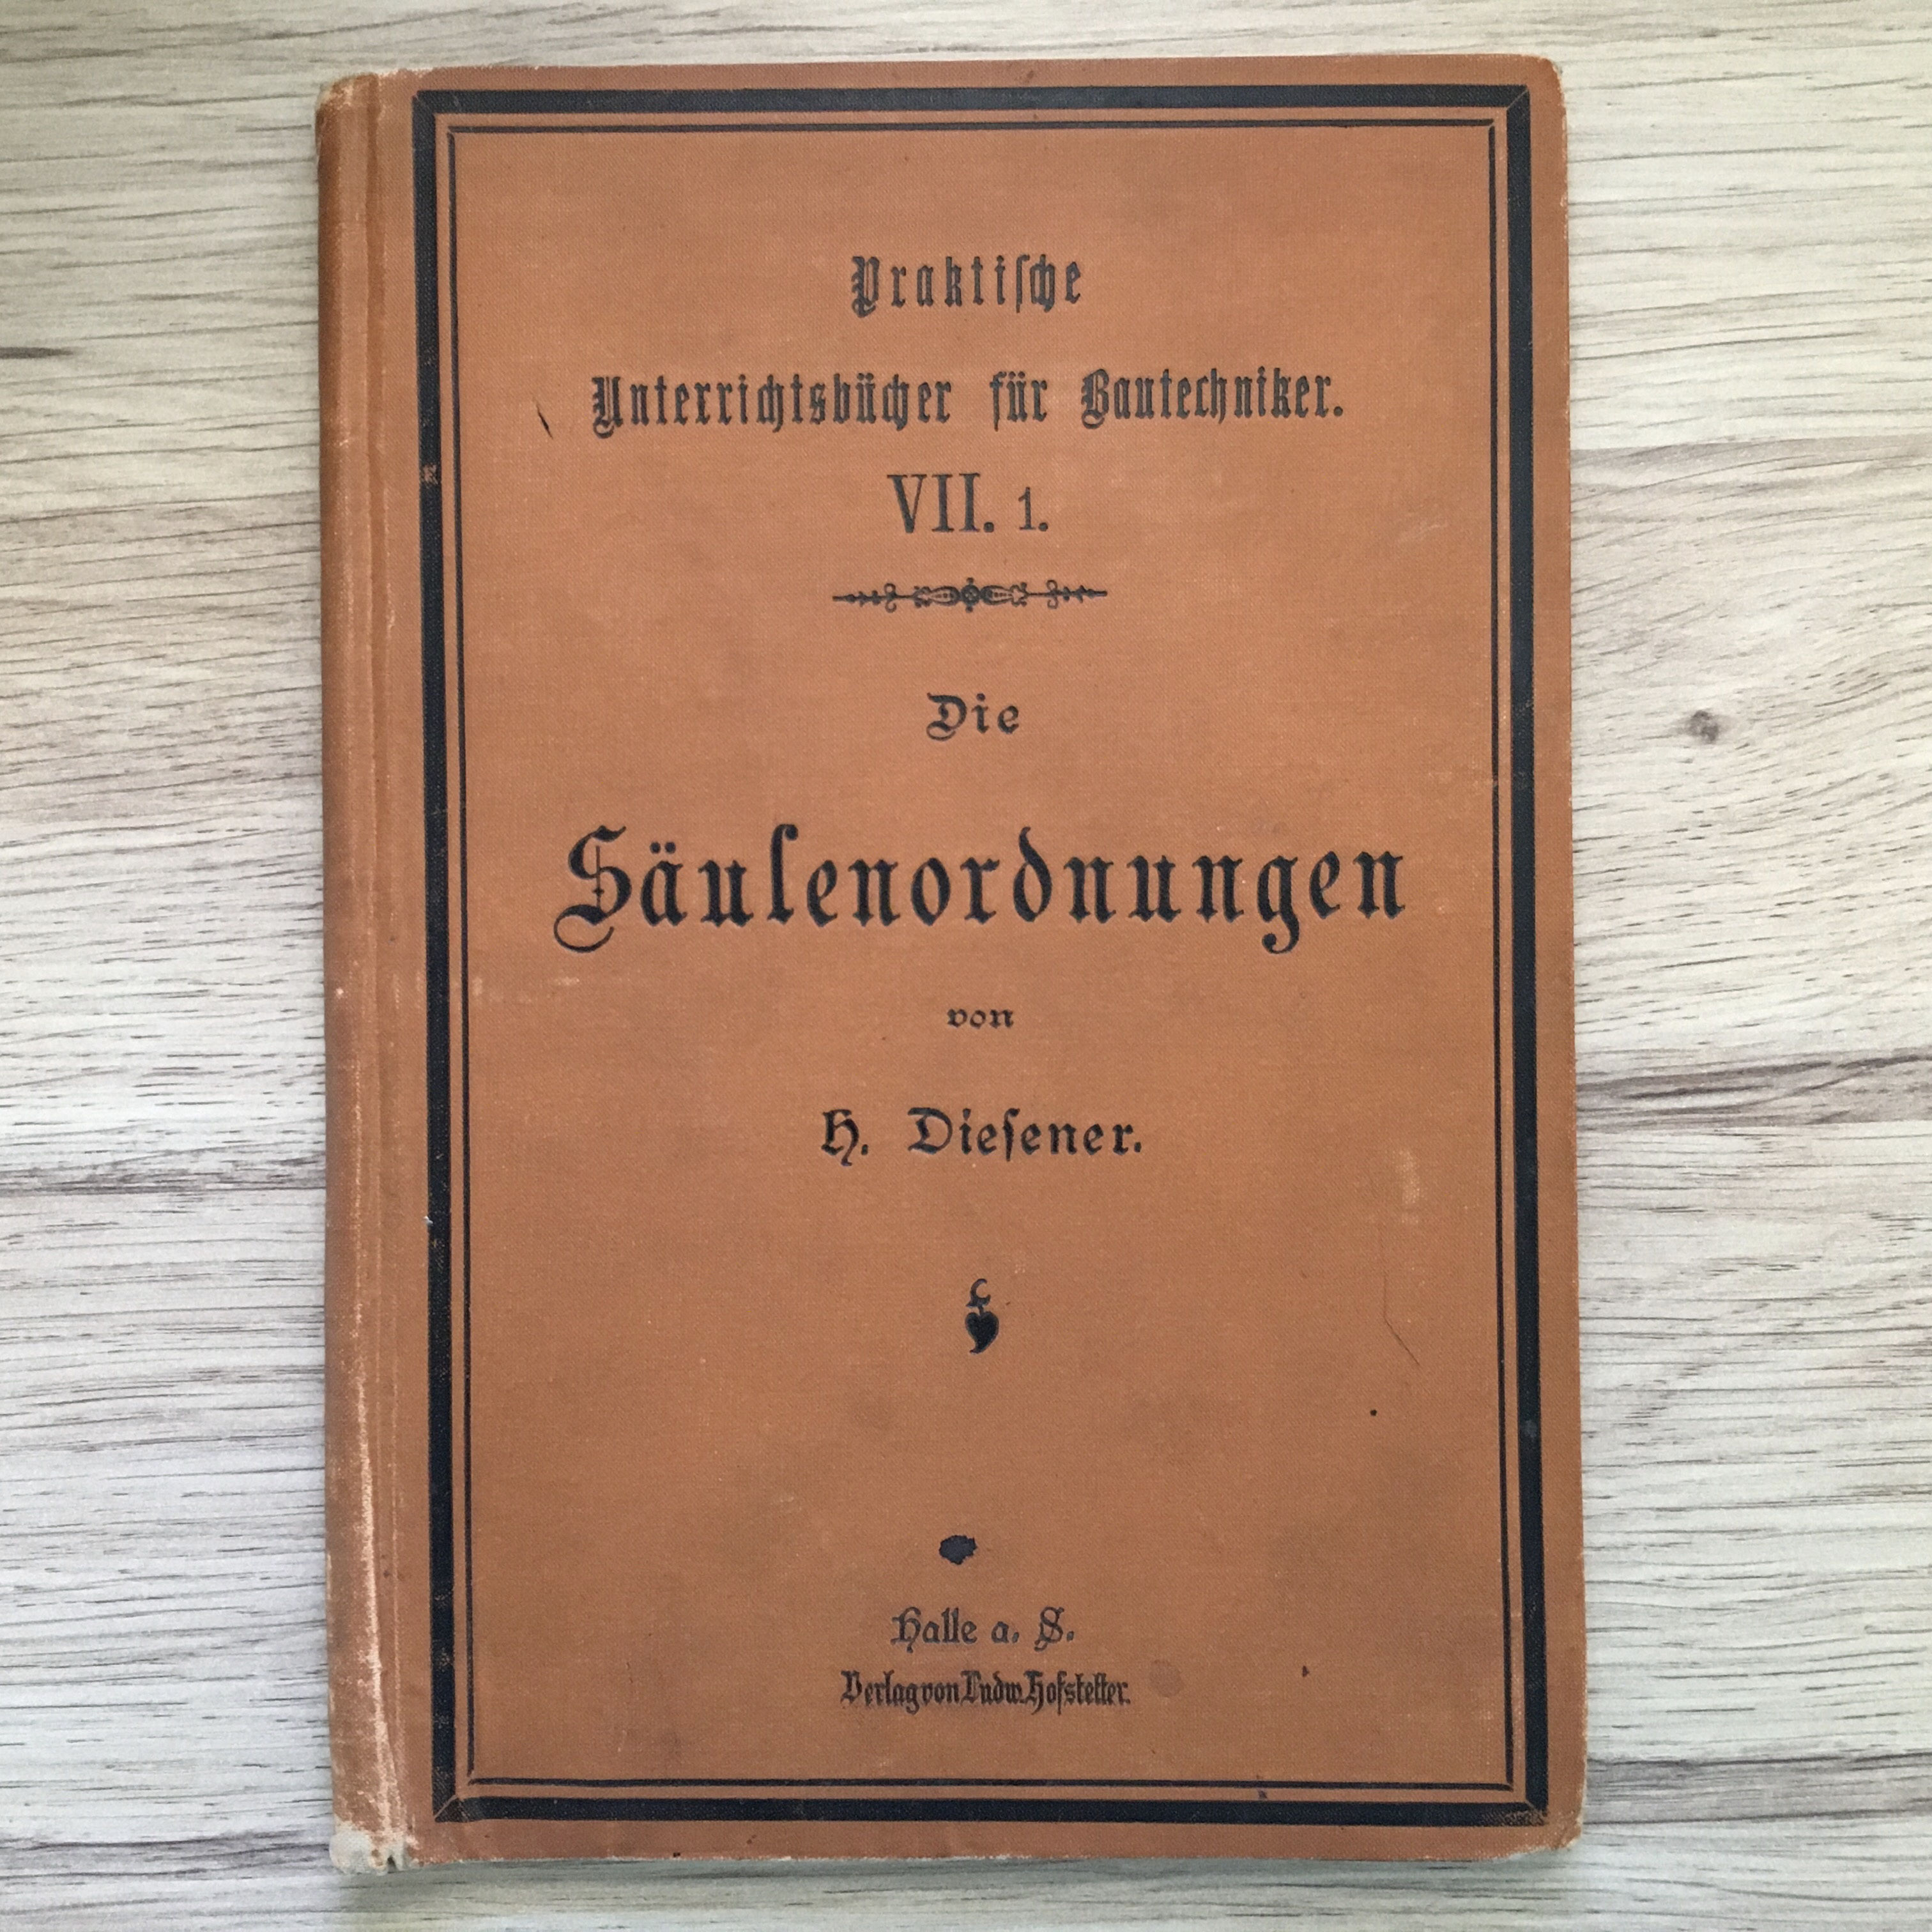 Praktiſche
Unterrichtsbücher für Bautechniker.
VII. 1.
Die
Säulenordnungen
von
H. Dieſener.
Halle a. S.
Verlag von Ludw. Hofstetter.